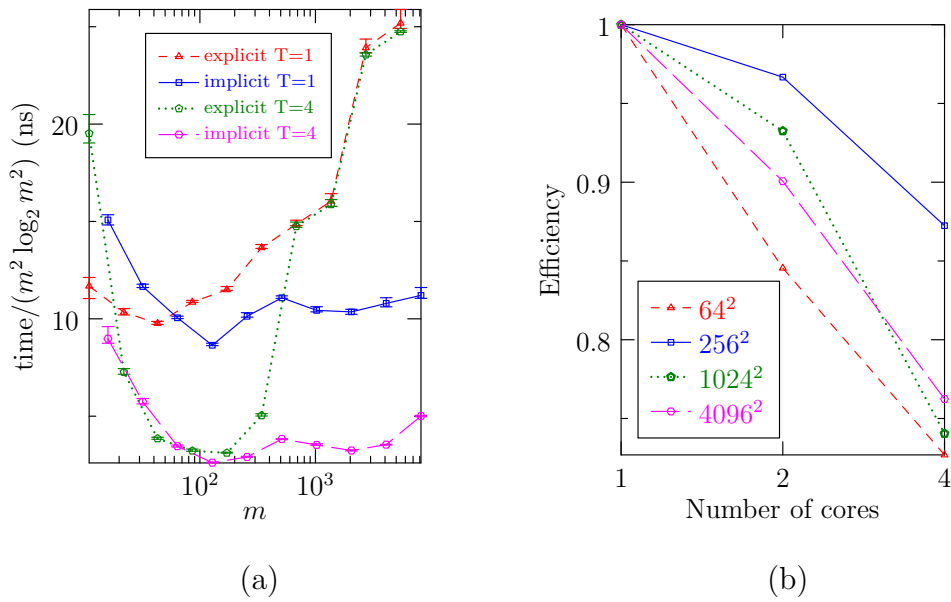 time/(m² log₂ m²) (ns)
20
10
explicit T=1
implicit T=1
explicit T=4
implicit T=4
10²
10³
m
(a)
Efficiency
1
0.9
0.8
64²
256²
1024²
4096²
1
2
4
Number of cores
(b)